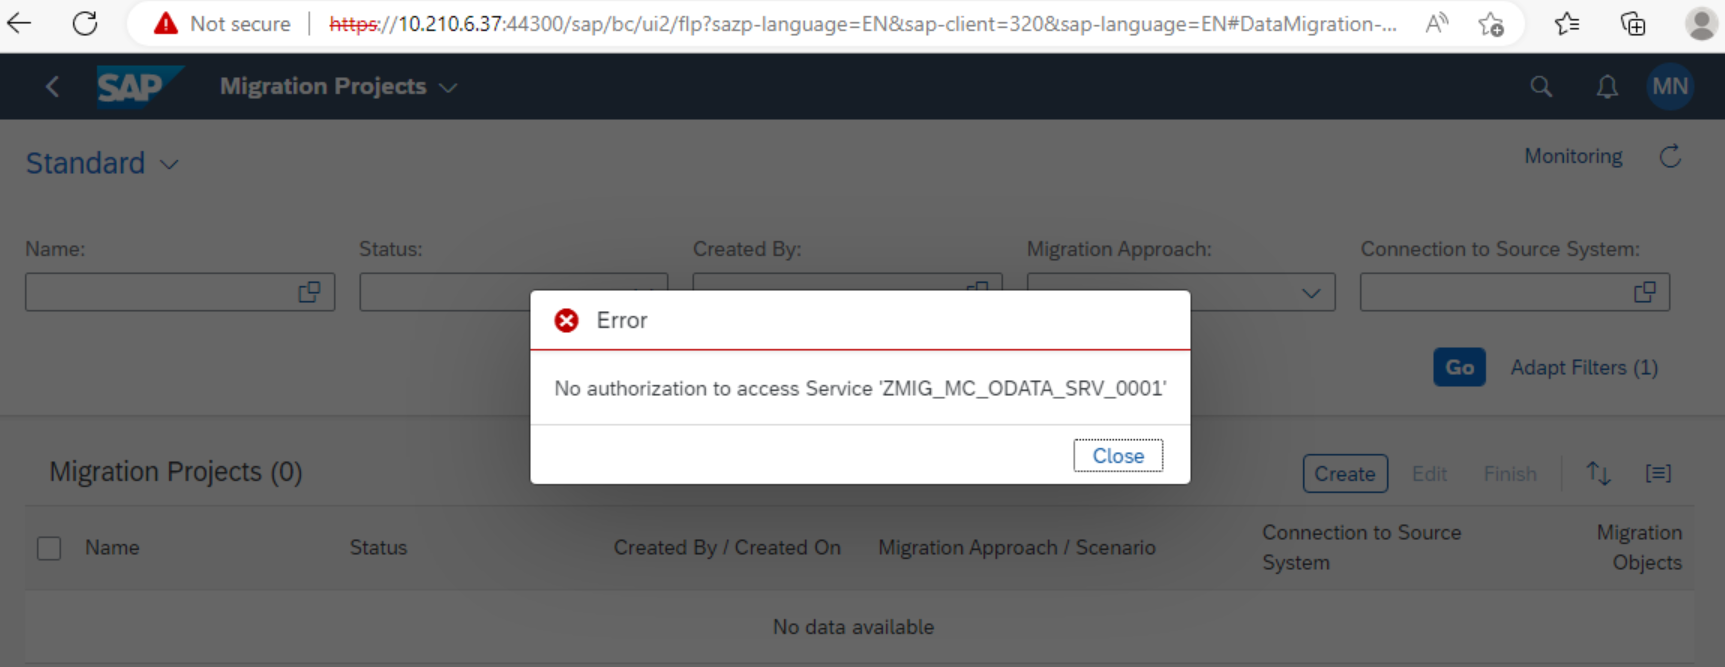 Not secure https://10.210.6.37:44300/sap/bc/ui2/flp?sazp-language=EN&sap-client=320&sap-language=EN#DataMigration-...
SAP Migration Projects MN
Standard Monitoring
Name: Status: Created By: Migration Approach: Connection to Source System:
Error
Go Adapt Filters (1)
No authorization to access Service 'ZMIG_MC_ODATA_SRV_0001'
Close
Migration Projects (0) Create Edit Finish
Name Status Created By / Created On Migration Approach / Scenario Connection to Source System Migration Objects
No data available